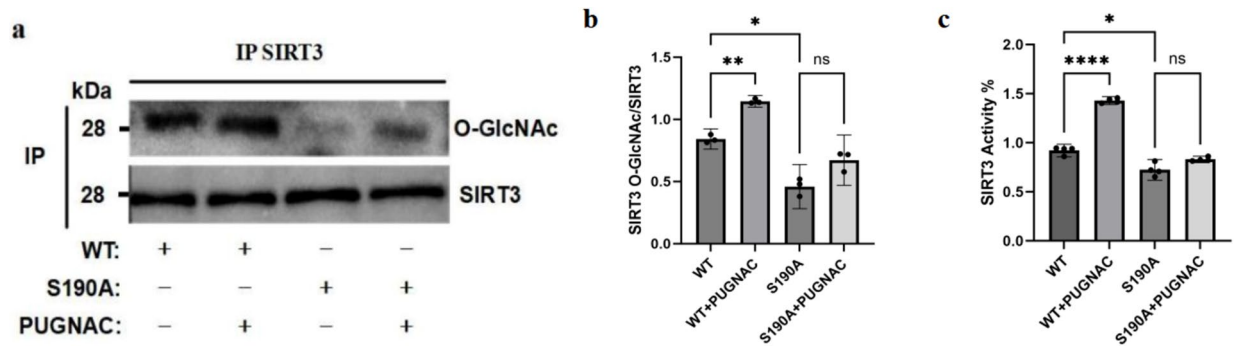 a
IP SIRT3
kDa
IP
28
O-GlcNAc
28
SIRT3
WT: + + – –
S190A: – – + +
PUGNAC: – + – +
b
*
**
ns
SIRT3 O-GlcNAc/SIRT3
1.5
1.0
0.5
0.0
WT
WT+PUGNAC
S190A
S190A+PUGNAC
c
*
****
ns
SIRT3 Activity %
2.0
1.5
1.0
0.5
0.0
WT
WT+PUGNAC
S190A
S190A+PUGNAC